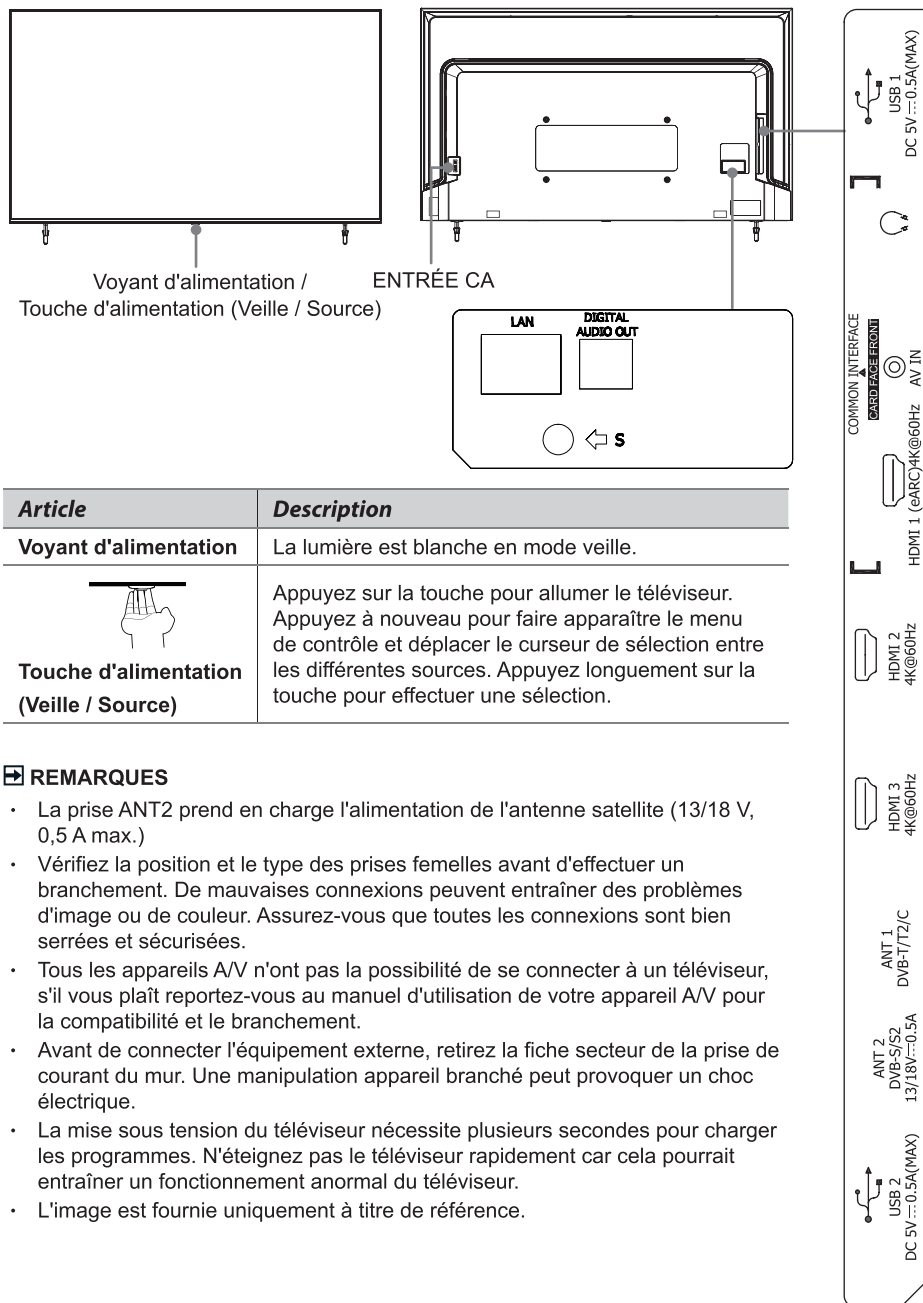 Voyant d'alimentation /
Touche d'alimentation (Veille / Source)
ENTRÉE CA
LAN
DIGITAL
AUDIO OUT
S
Article
Description
Voyant d'alimentation
La lumière est blanche en mode veille.
Touche d'alimentation
(Veille / Source)
Appuyez sur la touche pour allumer le téléviseur.
Appuyez à nouveau pour faire apparaître le menu
de contrôle et déplacer le curseur de sélection entre
les différentes sources. Appuyez longuement sur la
touche pour effectuer une sélection.
REMARQUES
• La prise ANT2 prend en charge l'alimentation de l'antenne satellite (13/18 V,
0,5 A max.)
• Vérifiez la position et le type des prises femelles avant d'effectuer un
branchement. De mauvaises connexions peuvent entraîner des problèmes
d'image ou de couleur. Assurez-vous que toutes les connexions sont bien
serrées et sécurisées.
• Tous les appareils A/V n'ont pas la possibilité de se connecter à un téléviseur,
s'il vous plaît reportez-vous au manuel d'utilisation de votre appareil A/V pour
la compatibilité et le branchement.
• Avant de connecter l'équipement externe, retirez la fiche secteur de la prise de
courant du mur. Une manipulation appareil branché peut provoquer un choc
électrique.
• La mise sous tension du téléviseur nécessite plusieurs secondes pour charger
les programmes. N'éteignez pas le téléviseur rapidement car cela pourrait
entraîner un fonctionnement anormal du téléviseur.
• L'image est fournie uniquement à titre de référence.
USB 1
DC 5V⎓0.5A(MAX)
COMMON INTERFACE
CARD FACE FRONT
AV IN
HDMI 1 (eARC)4K@60Hz
HDMI 2
4K@60Hz
HDMI 3
4K@60Hz
ANT 1
DVB-T/T2/C
ANT 2
DVB-S/S2
13/18V⎓0.5A
USB 2
DC 5V⎓0.5A(MAX)